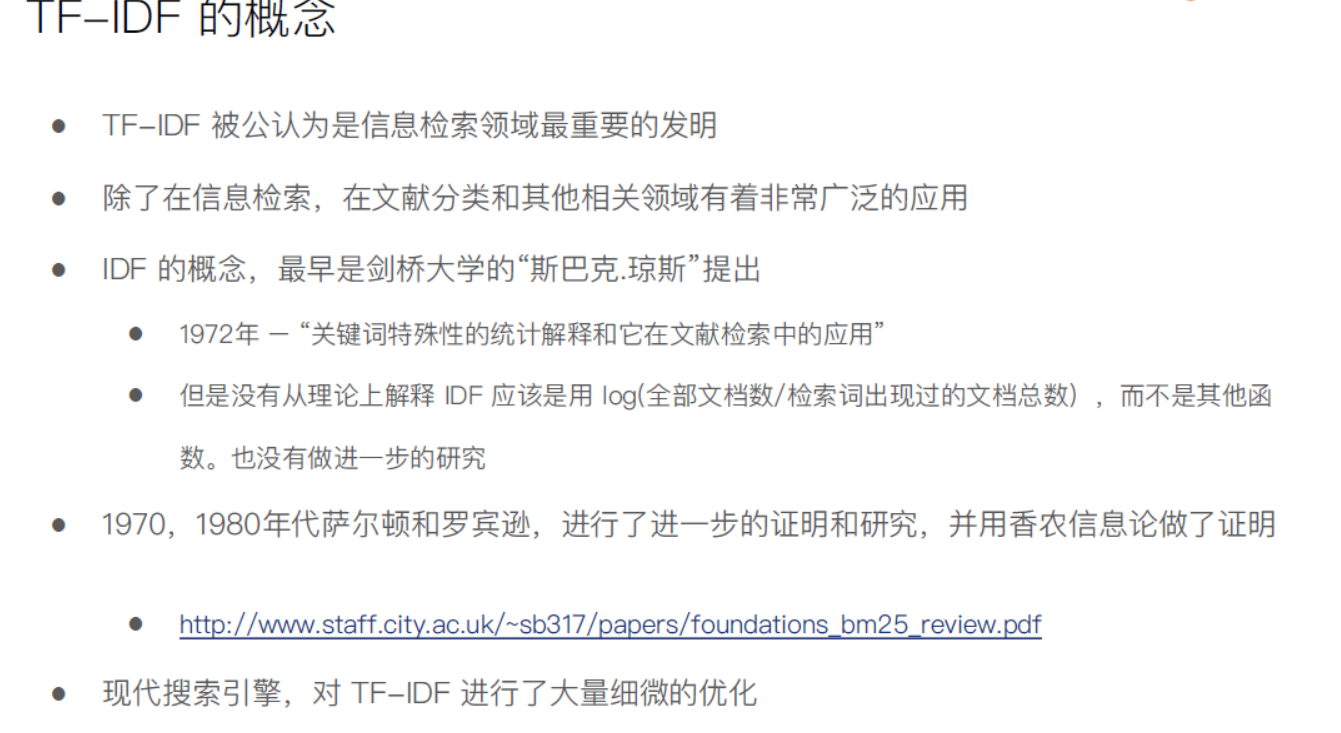 TF-IDF 的概念
● TF-IDF 被公认为是信息检索领域最重要的发明
● 除了在信息检索，在文献分类和其他相关领域有着非常广泛的应用
● IDF 的概念，最早是剑桥大学的“斯巴克.琼斯”提出
● 1972年 — “关键词特殊性的统计解释和它在文献检索中的应用”
● 但是没有从理论上解释 IDF 应该是用 log(全部文档数/检索词出现过的文档总数），而不是其他函
数。也没有做进一步的研究
● 1970，1980年代萨尔顿和罗宾逊，进行了进一步的证明和研究，并用香农信息论做了证明
● http://www.staff.city.ac.uk/~sb317/papers/foundations_bm25_review.pdf
● 现代搜索引擎，对 TF-IDF 进行了大量细微的优化